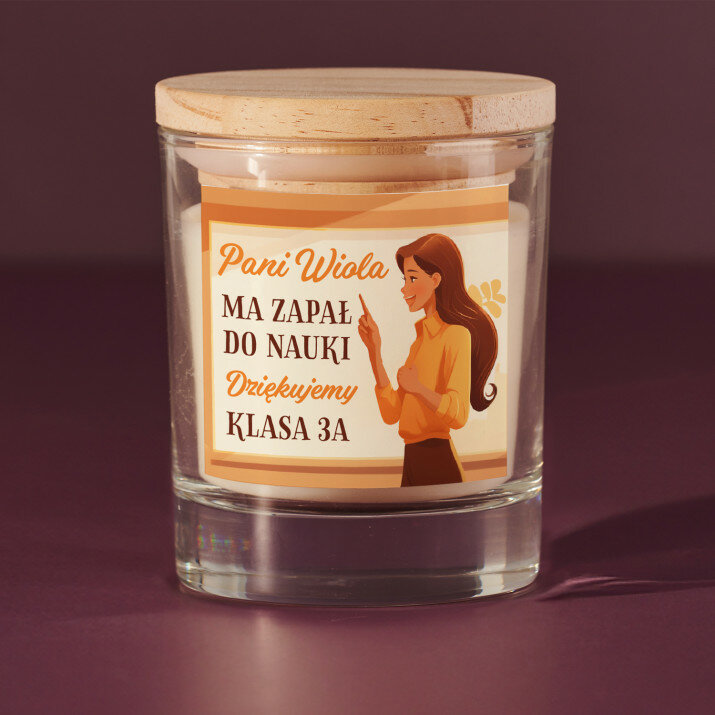 Pani Wiola
MA ZAPAŁ
DO NAUKI
Dziękujemy
KLASA 3A